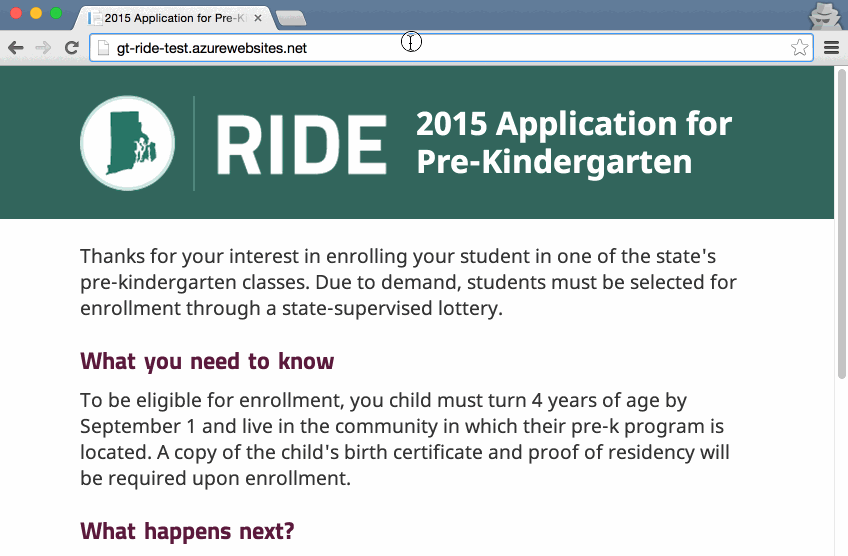 2015 Application for Pre-K
gt-ride-test.azurewebsites.net
RIDE
2015 Application for
Pre-Kindergarten
Thanks for your interest in enrolling your student in one of the state's
pre-kindergarten classes. Due to demand, students must be selected for
enrollment through a state-supervised lottery.
What you need to know
To be eligible for enrollment, you child must turn 4 years of age by
September 1 and live in the community in which their pre-k program is
located. A copy of the child's birth certificate and proof of residency will
be required upon enrollment.
What happens next?